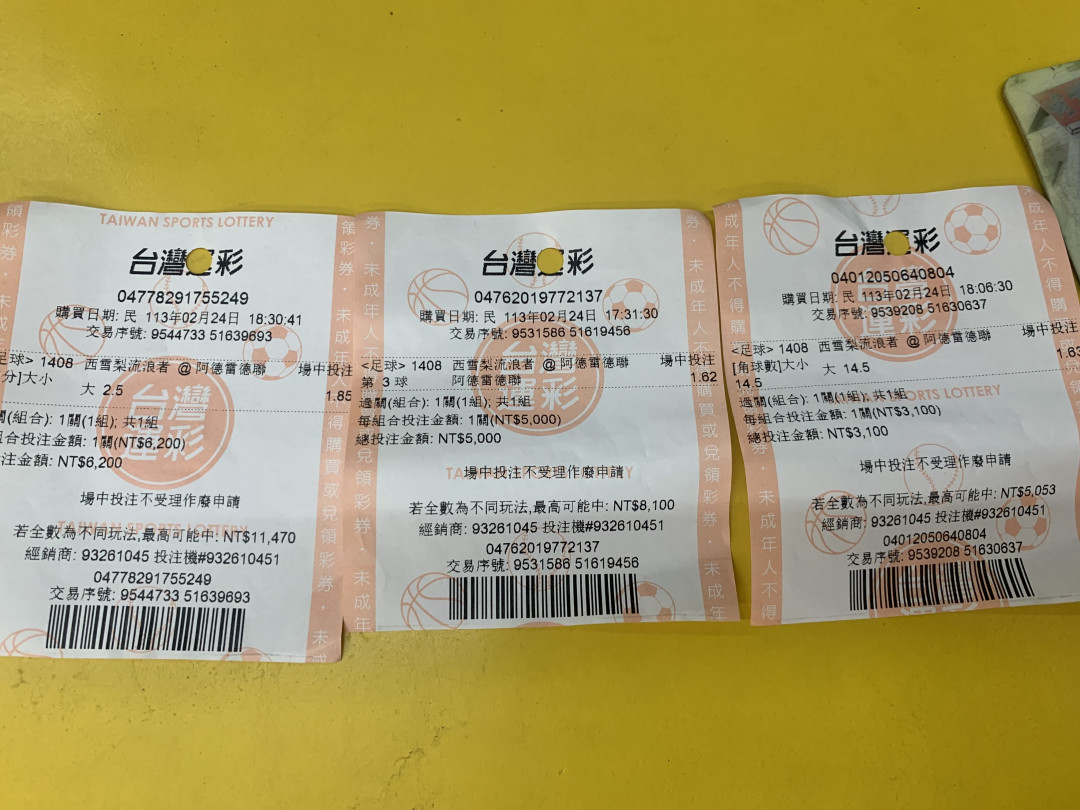 TAIWAN SPORTS LOTTERY
台灣彩
04778291755249
購買日期: 民 113年02月24日 18:30:41
交易序號: 9544733 51639693
足球> 1408 西雪梨流浪者 @ 阿德雷德聯 場中投注
分]大小 大 2.5 1.85
關(組合): 1關(1組); 共1組
組合投注金額: 1關(NT$6,200)
注金額: NT$6,200
場中投注不受理作廢申請
TAIWAN SPORTS LOTTERY
若全數為不同玩法,最高可能中: NT$11,470
經銷商: 93261045 投注機#932610451
04778291755249
交易序號: 9544733 51639693
台灣彩
04762019772137
購買日期: 民 113年02月24日 17:31:30
交易序號: 9531586 51619456
<足球> 1408 西雪梨流浪者 @ 阿德雷德聯 場中投注
第 3 球 阿德雷德聯 1.62
過關(組合): 1關(1組); 共1組
每組合投注金額: 1關(NT$5,000)
總投注金額: NT$5,000
場中投注不受理作廢申請
若全數為不同玩法,最高可能中: NT$8,100
經銷商: 93261045 投注機#932610451
04762019772137
交易序號: 9531586 51619456
台灣彩
04012050640804
購買日期: 民 113年02月24日 18:06:30
交易序號: 9539208 51630637
<足球> 1408 西雪梨流浪者 @ 阿德雷德聯 場中投注
[角球數]大小 大 14.5 1.63
14.5
過關(組合): 1關(1組); 共1組
每組合投注金額: 1關(NT$3,100)
總投注金額: NT$3,100
ORTS LOTTERY
場中投注不受理作廢申請
若全數為不同玩法,最高可能中: NT$5,053
經銷商: 93261045 投注機#932610451
04012050640804
交易序號: 9539208 51630637